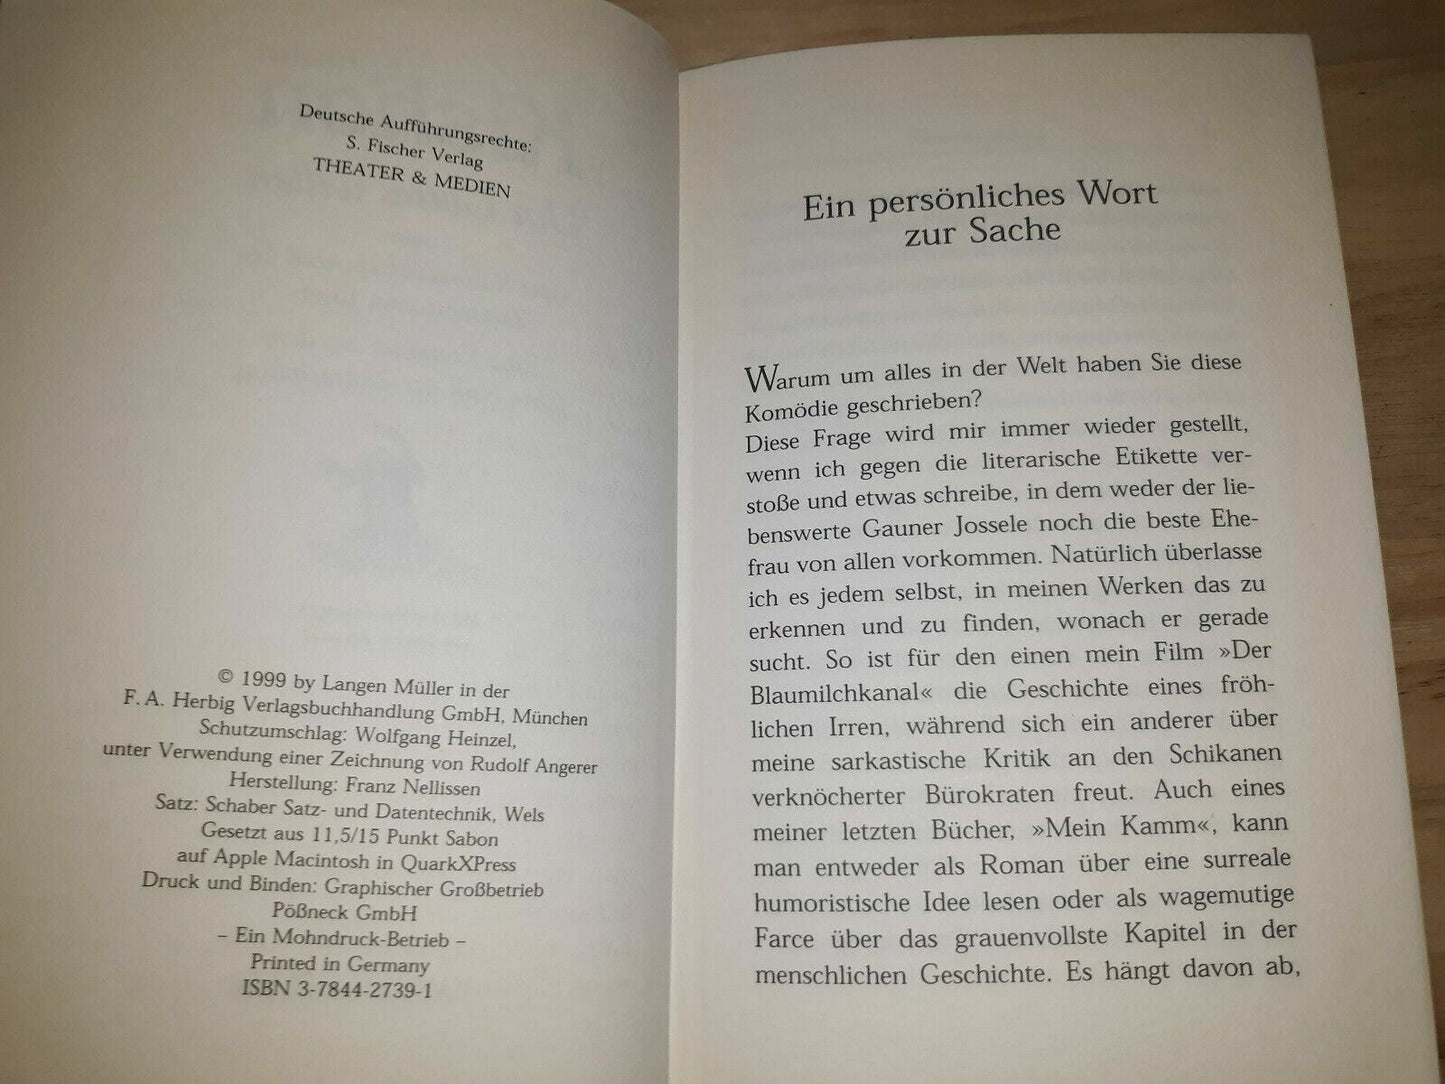 Deutsche Aufführungsrechte:
S. Fischer Verlag
THEATER & MEDIEN
© 1999 by Langen Müller in der
F. A. Herbig Verlagsbuchhandlung GmbH, München
Schutzumschlag: Wolfgang Heinzel,
unter Verwendung einer Zeichnung von Rudolf Angerer
Herstellung: Franz Nellissen
Satz: Schaber Satz- und Datentechnik, Wels
Gesetzt aus 11,5/15 Punkt Sabon
auf Apple Macintosh in QuarkXPress
Druck und Binden: Graphischer Großbetrieb
Pößneck GmbH
– Ein Mohndruck-Betrieb –
Printed in Germany
ISBN 3-7844-2739-1
Ein persönliches Wort
zur Sache
Warum um alles in der Welt haben Sie diese
Komödie geschrieben?
Diese Frage wird mir immer wieder gestellt,
wenn ich gegen die literarische Etikette ver-
stoße und etwas schreibe, in dem weder der lie-
benswerte Gauner Jossele noch die beste Ehe-
frau von allen vorkommen. Natürlich überlasse
ich es jedem selbst, in meinen Werken das zu
erkennen und zu finden, wonach er gerade
sucht. So ist für den einen mein Film »Der
Blaumilchkanal« die Geschichte eines fröh-
lichen Irren, während sich ein anderer über
meine sarkastische Kritik an den Schikanen
verknöcherter Bürokraten freut. Auch eines
meiner letzten Bücher, »Mein Kamm«, kann
man entweder als Roman über eine surreale
humoristische Idee lesen oder als wagemutige
Farce über das grauenvollste Kapitel in der
menschlichen Geschichte. Es hängt davon ab,